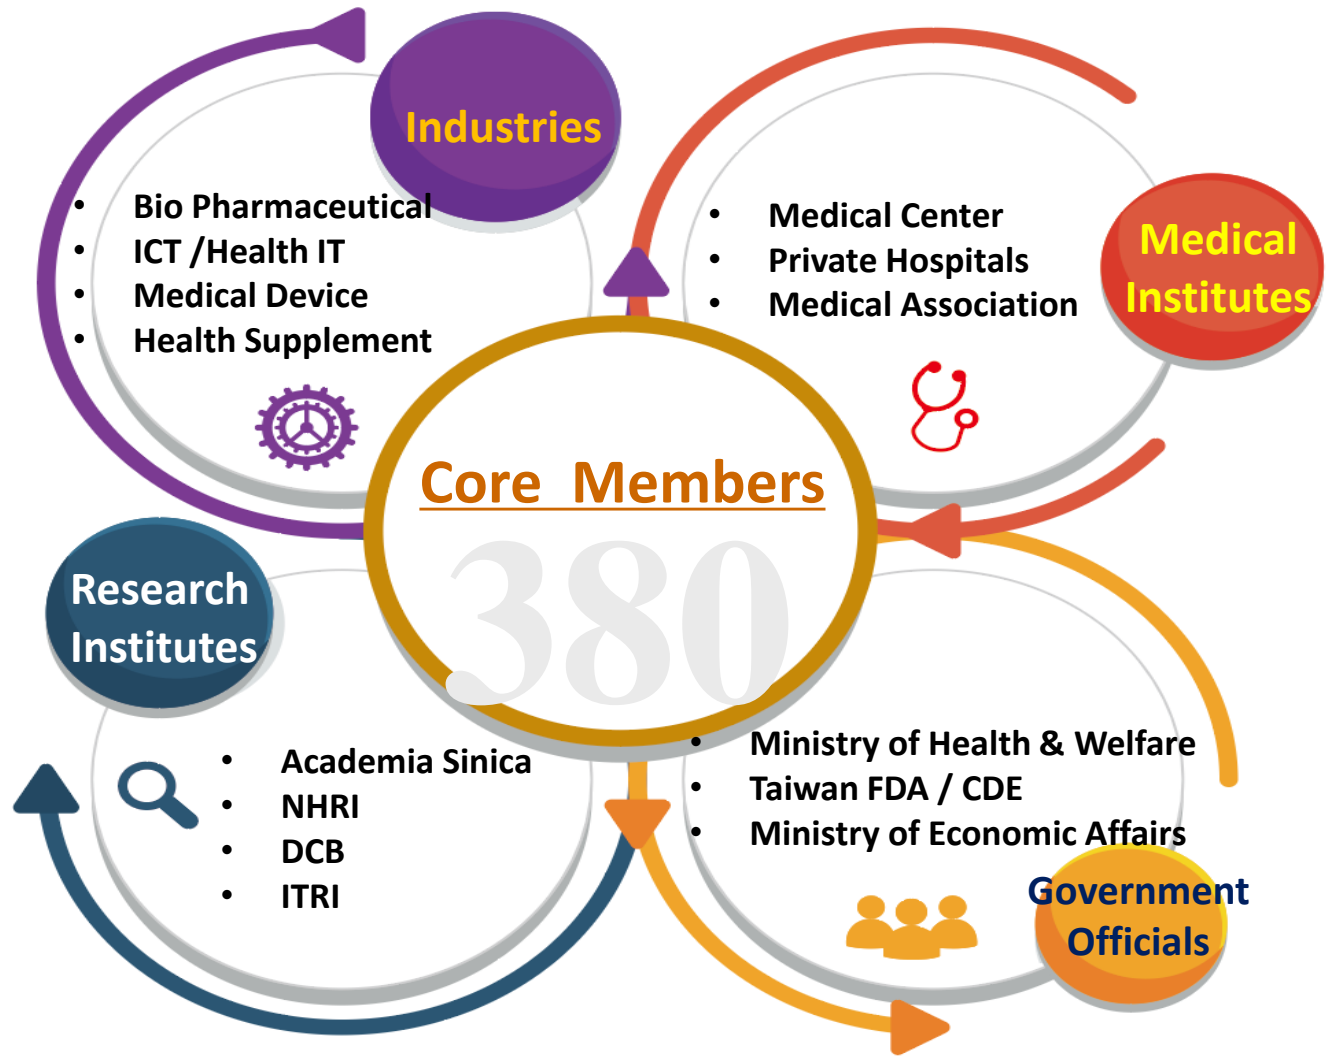 Industries
• Bio Pharmaceutical
• ICT /Health IT
• Medical Device
• Health Supplement
Medical
Institutes
• Medical Center
• Private Hospitals
• Medical Association
Core Members
380
Research
Institutes
• Academia Sinica
• NHRI
• DCB
• ITRI
• Ministry of Health & Welfare
• Taiwan FDA / CDE
• Ministry of Economic Affairs
Government
Officials